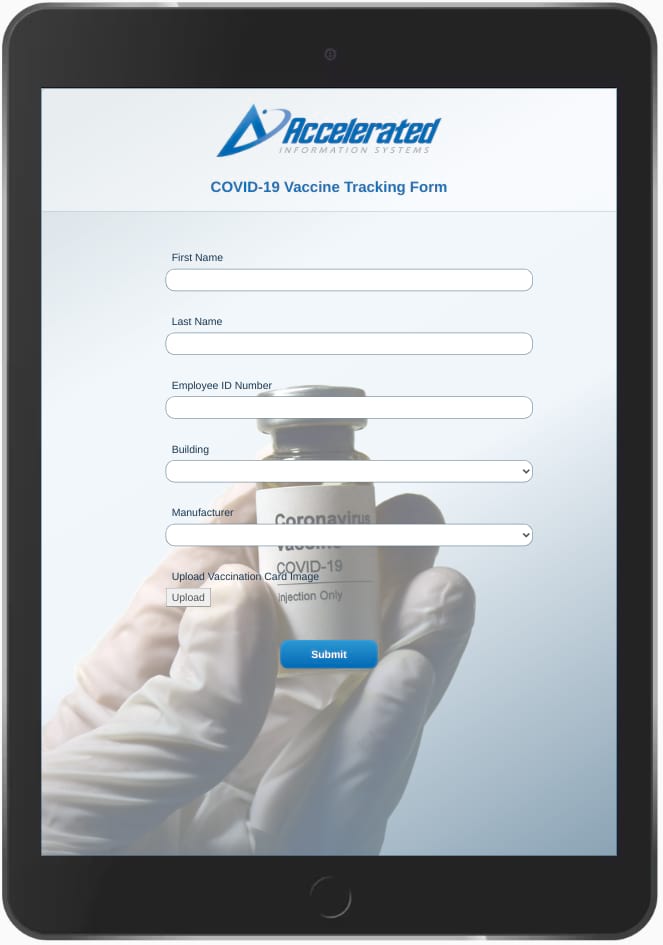 Accelerated
INFORMATION SYSTEMS
COVID-19 Vaccine Tracking Form
First Name
Last Name
Employee ID Number
Building
Manufacturer
Coronavirus
Vaccine
COVID-19
Upload Vaccination Card Image
Upload
Injection Only
Submit